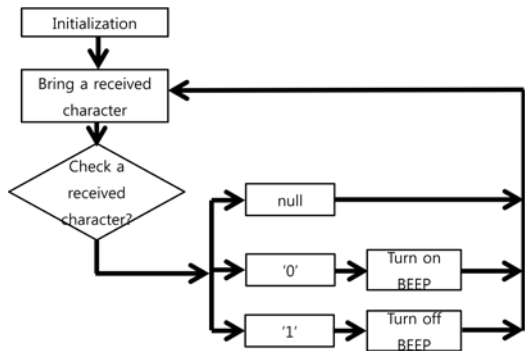 Initialization
Bring a received
character
Check a
received
character?
null
‘0’
Turn on
BEEP
‘1’
Turn off
BEEP